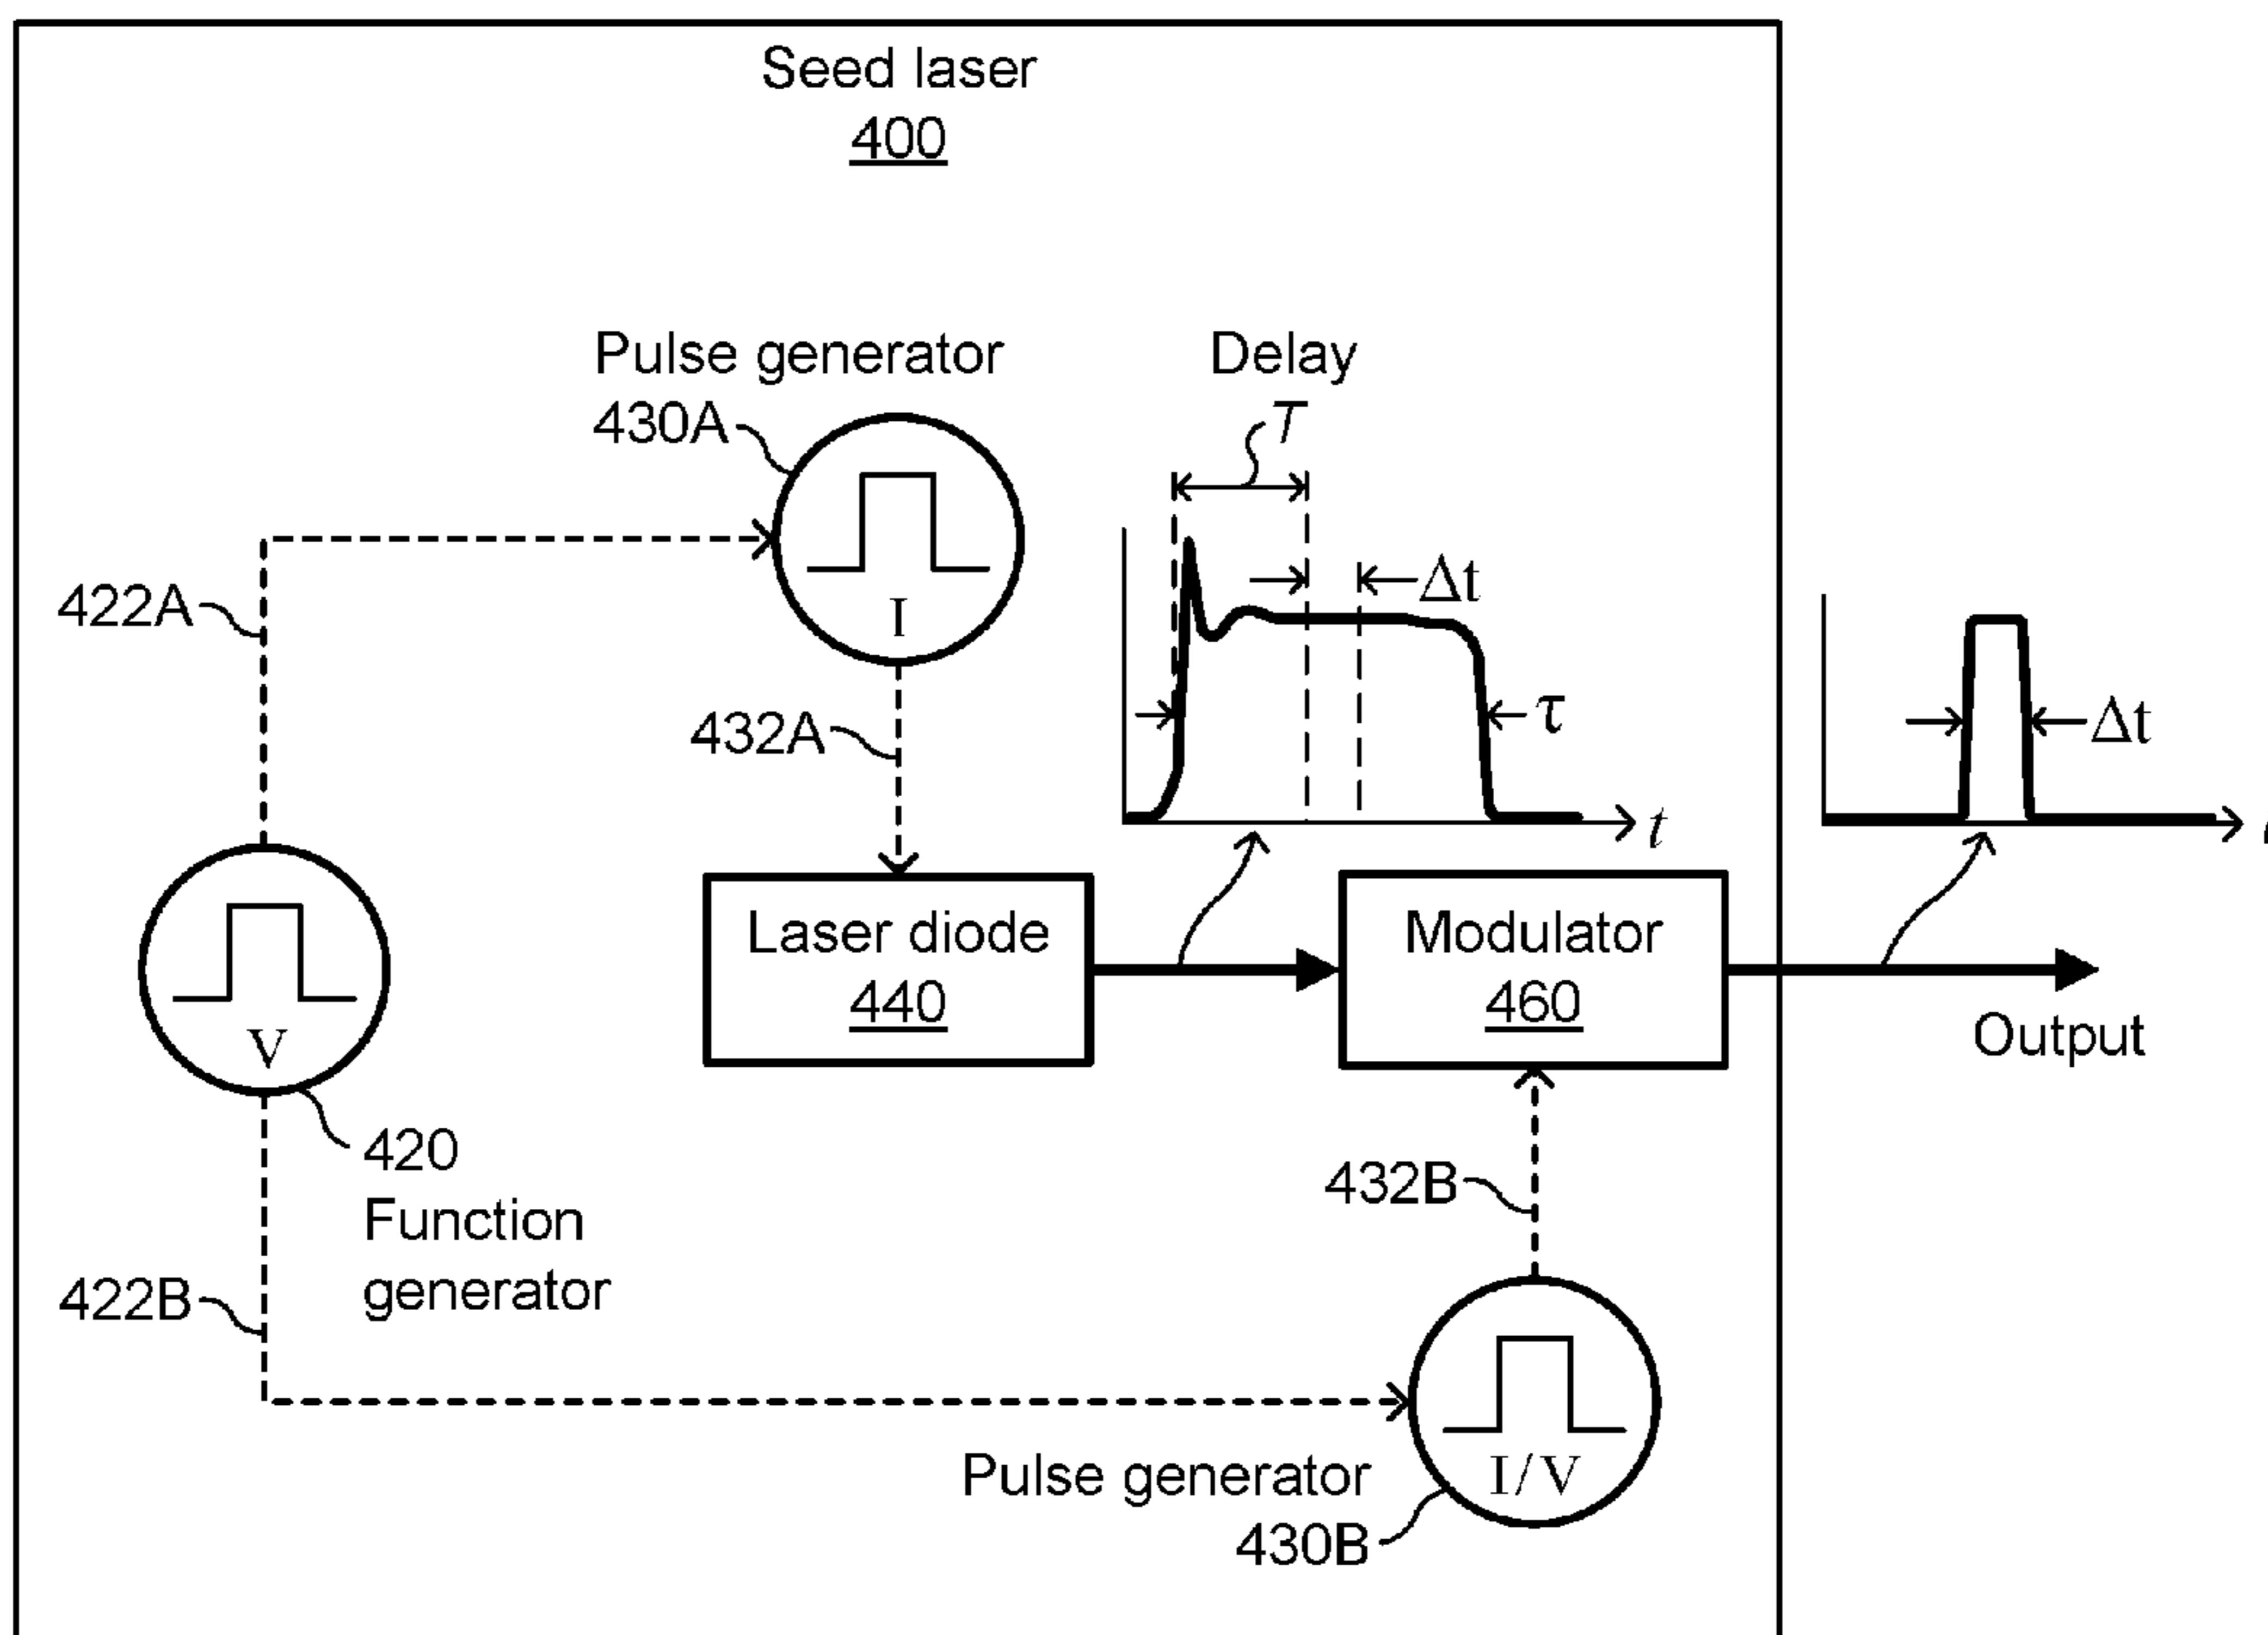 Seed laser
400
Pulse generator
430A
I
Delay
T
Δt
τ
t
Δt
422A
432A
V
420
Function
generator
Laser diode
440
Modulator
460
Output
432B
422B
Pulse generator
430B
I/V